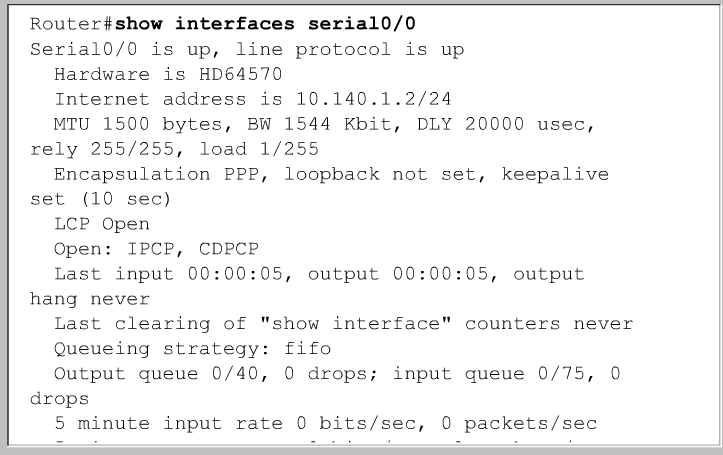 Router#show interfaces serial0/0
Serial0/0 is up, line protocol is up
Hardware is HD64570
Internet address is 10.140.1.2/24
MTU 1500 bytes, BW 1544 Kbit, DLY 20000 usec,
rely 255/255, load 1/255
Encapsulation PPP, loopback not set, keepalive
set (10 sec)
LCP Open
Open: IPCP, CDPCP
Last input 00:00:05, output 00:00:05, output
hang never
Last clearing of "show interface" counters never
Queueing strategy: fifo
Output queue 0/40, 0 drops; input queue 0/75, 0
drops
5 minute input rate 0 bits/sec, 0 packets/sec